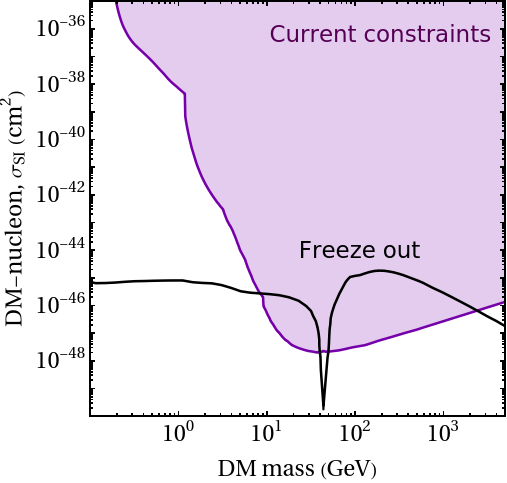 Current constraints
Freeze out
DM–nucleon, σ_SI (cm²)
10⁻³⁶
10⁻³⁸
10⁻⁴⁰
10⁻⁴²
10⁻⁴⁴
10⁻⁴⁶
10⁻⁴⁸
10⁰ 10¹ 10² 10³
DM mass (GeV)